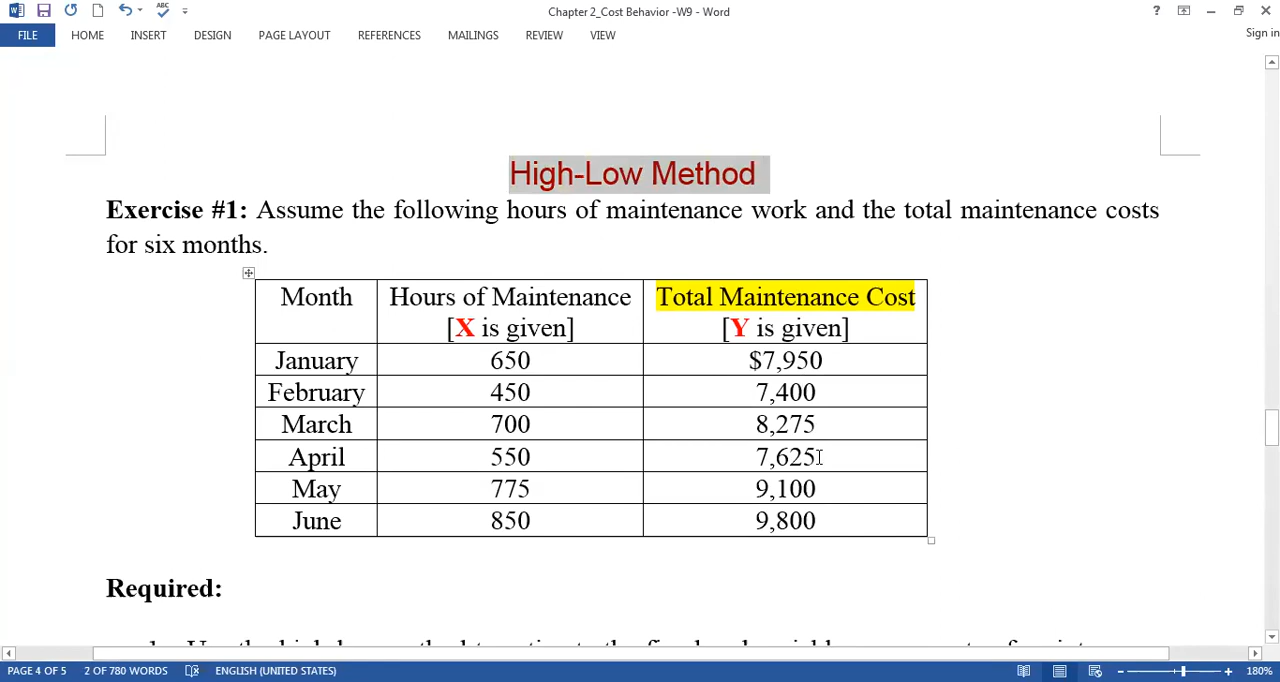 Chapter 2_Cost Behavior -W9 - Word
?
FILE HOME INSERT DESIGN PAGE LAYOUT REFERENCES MAILINGS REVIEW VIEW Sign in
High-Low Method
Exercise #1: Assume the following hours of maintenance work and the total maintenance costs
for six months.
Month Hours of Maintenance Total Maintenance Cost
[X is given] [Y is given]
January 650 $7,950
February 450 7,400
March 700 8,275
April 550 7,625
May 775 9,100
June 850 9,800
Required:
PAGE 4 OF 5 2 OF 780 WORDS ENGLISH (UNITED STATES) 180%